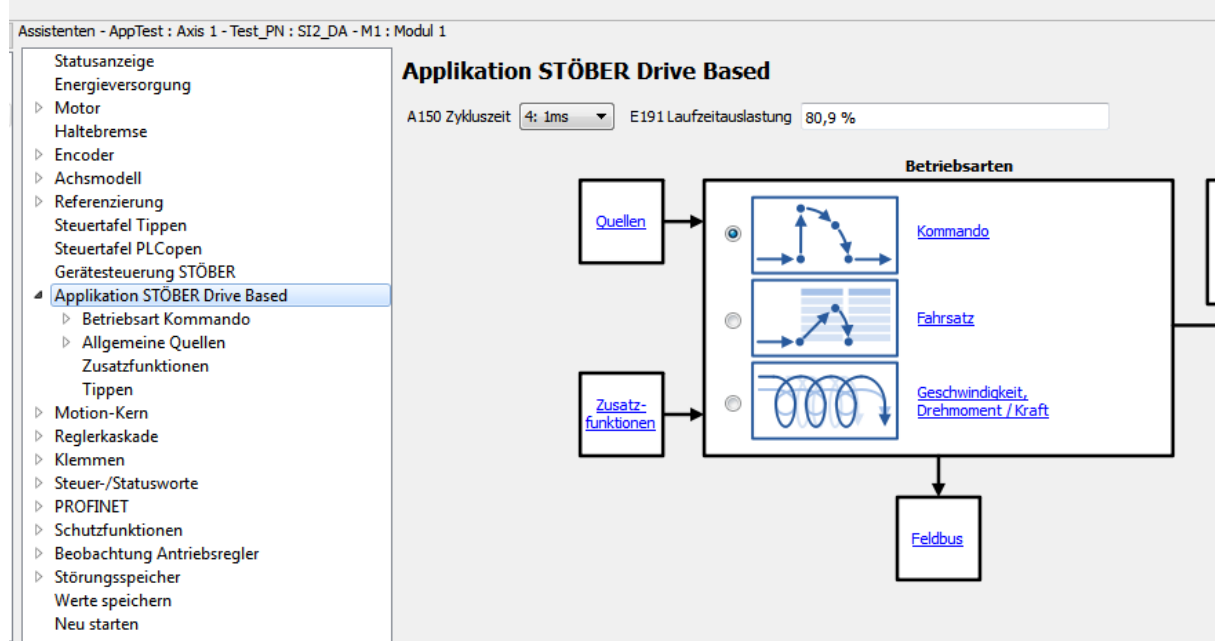 Assistenten - AppTest : Axis 1 - Test_PN : SI2_DA - M1 : Modul 1
Statusanzeige
Energieversorgung
Motor
Haltebremse
Encoder
Achsmodell
Referenzierung
Steuertafel Tippen
Steuertafel PLCopen
Gerätesteuerung STÖBER
Applikation STÖBER Drive Based
Betriebsart Kommando
Allgemeine Quellen
Zusatzfunktionen
Tippen
Motion-Kern
Reglerkaskade
Klemmen
Steuer-/Statusworte
PROFINET
Schutzfunktionen
Beobachtung Antriebsregler
Störungsspeicher
Werte speichern
Neu starten
Applikation STÖBER Drive Based
A150 Zykluszeit 4: 1ms E191 Laufzeitauslastung 80,9 %
Betriebsarten
Quellen
Kommando
Fahrsatz
Zusatz-
funktionen
Geschwindigkeit,
Drehmoment / Kraft
Feldbus